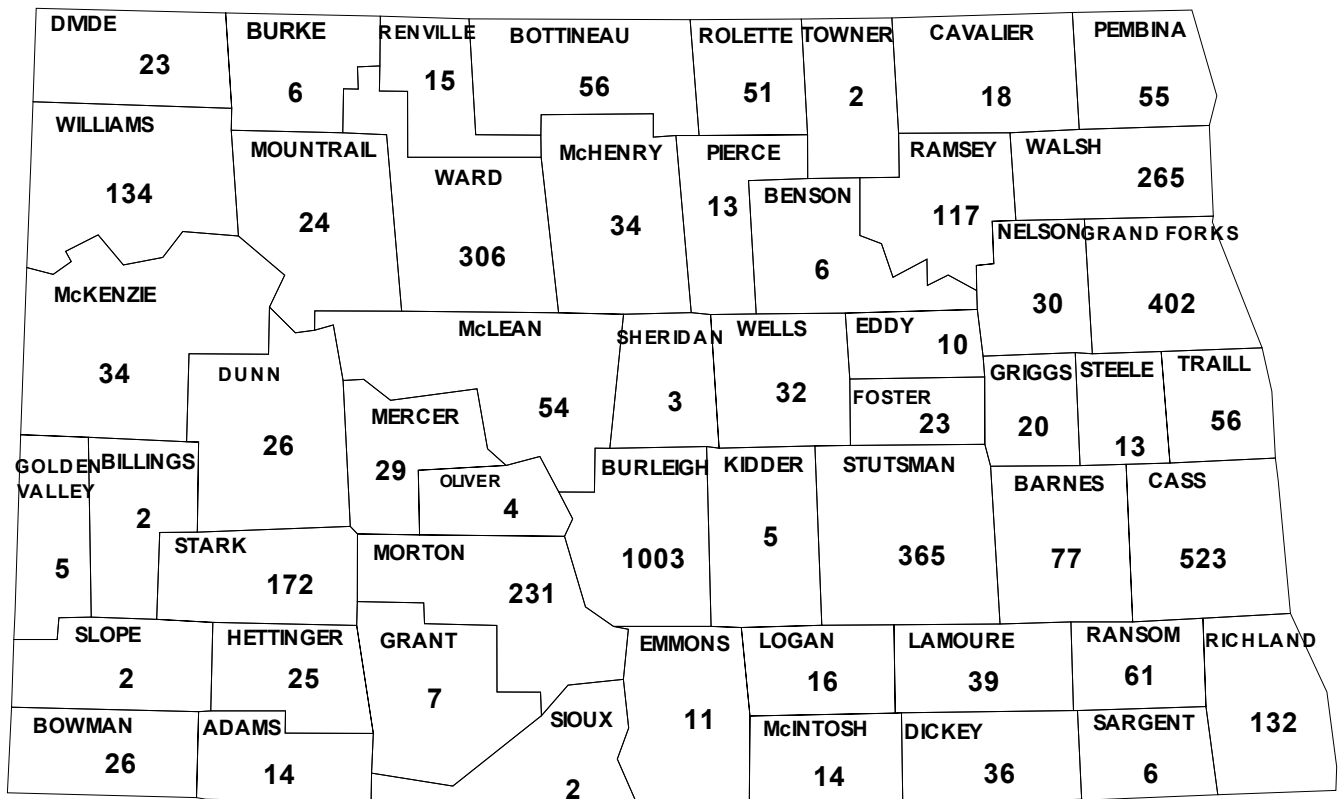 DIVIDE
23
BURKE
6
RENVILLE
15
BOTTINEAU
56
ROLETTE
51
TOWNER
2
CAVALIER
18
PEMBINA
55
WILLIAMS
134
MOUNTRAIL
24
WARD
306
McHENRY
34
PIERCE
13
BENSON
6
RAMSEY
117
WALSH
265
NELSON
30
GRAND FORKS
402
McKENZIE
34
DUNN
26
McLEAN
54
SHERIDAN
3
WELLS
32
EDDY
10
FOSTER
23
GRIGGS
20
STEELE
13
TRAILL
56
MERCER
29
OLIVER
4
GOLDEN
VALLEY
5
BILLINGS
2
STARK
172
MORTON
231
BURLEIGH
1003
KIDDER
5
STUTSMAN
365
BARNES
77
CASS
523
SLOPE
2
HETTINGER
25
GRANT
7
EMMONS
11
LOGAN
16
LAMOURE
39
RANSOM
61
RICHLAND
132
BOWMAN
26
ADAMS
14
SIOUX
2
McINTOSH
14
DICKEY
36
SARGENT
6